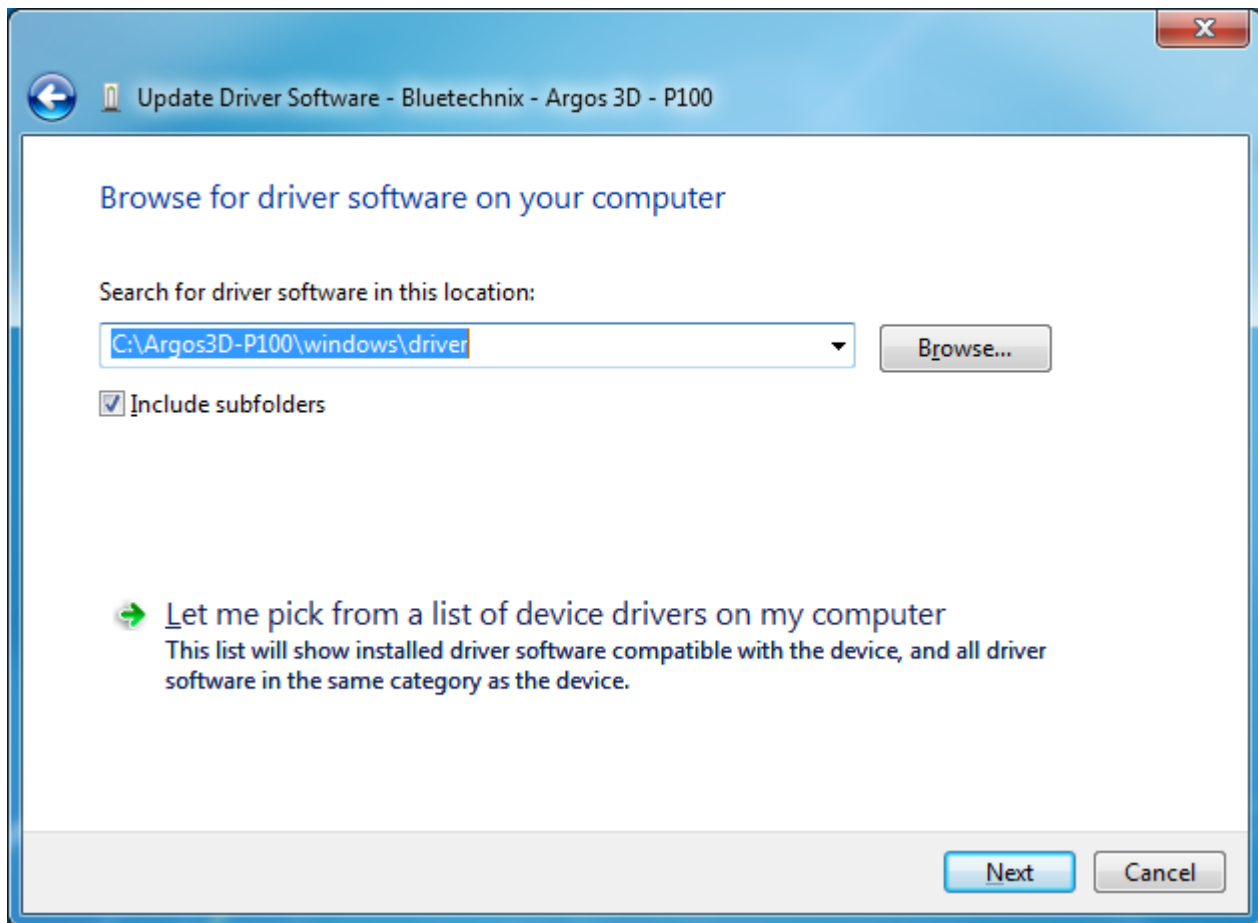 Update Driver Software - Bluetechnix - Argos 3D - P100
Browse for driver software on your computer
Search for driver software in this location:
C:\Argos3D-P100\windows\driver
Browse...
Include subfolders
Let me pick from a list of device drivers on my computer
This list will show installed driver software compatible with the device, and all driver
software in the same category as the device.
Next
Cancel